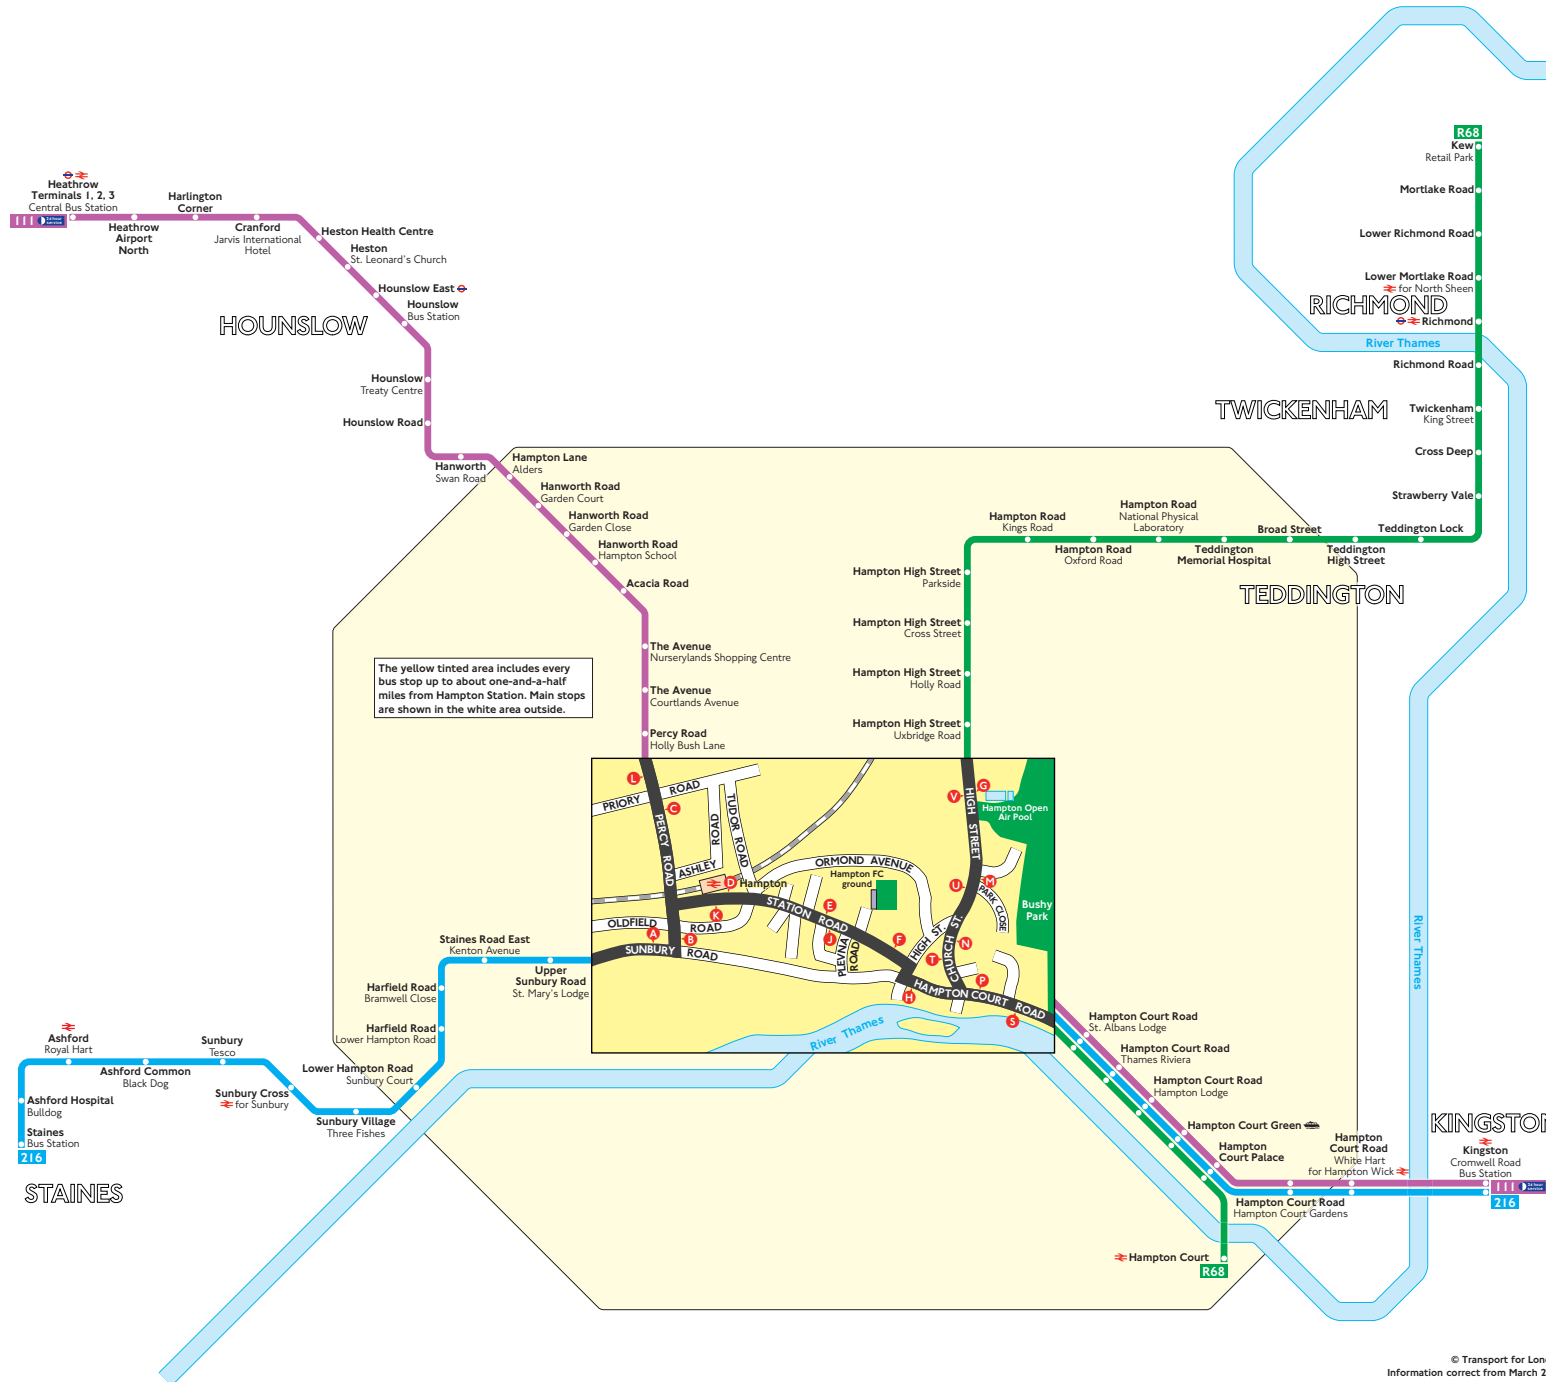 R68
Kew
Retail Park
Mortlake Road
Lower Richmond Road
Lower Mortlake Road
for North Sheen
RICHMOND
Richmond
River Thames
Richmond Road
TWICKENHAM
Twickenham
King Street
Cross Deep
Strawberry Vale
Teddington Lock
Teddington
High Street
Broad Street
TEDDINGTON
Teddington
Memorial Hospital
Hampton Road
National Physical
Laboratory
Hampton Road
Oxford Road
Hampton Road
Kings Road
Hampton High Street
Parkside
Hampton High Street
Cross Street
Hampton High Street
Holly Road
Hampton High Street
Uxbridge Road
Heathrow
Terminals 1, 2, 3
Central Bus Station
111
24 hour
service
Heathrow
Airport
North
Harlington
Corner
Cranford
Jarvis International
Hotel
Heston Health Centre
Heston
St. Leonard's Church
Hounslow East
Hounslow
Bus Station
HOUNSLOW
Hounslow
Treaty Centre
Hounslow Road
Hanworth
Swan Road
Hampton Lane
Alders
Hanworth Road
Garden Court
Hanworth Road
Garden Close
Hanworth Road
Hampton School
Acacia Road
The Avenue
Nurserylands Shopping Centre
The Avenue
Courtlands Avenue
Percy Road
Holly Bush Lane
The yellow tinted area includes every
bus stop up to about one-and-a-half
miles from Hampton Station. Main stops
are shown in the white area outside.
L
PRIORY ROAD
C
PERCY ROAD
ROAD
ASHLEY
TUDOR ROAD
D
Hampton
K
OLDFIELD ROAD
A
B
SUNBURY ROAD
STATION ROAD
ORMOND AVENUE
Hampton FC
ground
E
J
PLEVNA
ROAD
F
HIGH ST.
H
HIGH STREET
V
G
Hampton Open
Air Pool
U
M
PARK CLOSE
Bushy
Park
CHURCH ST.
N
T
P
HAMPTON COURT ROAD
S
River Thames
Staines Road East
Kenton Avenue
Upper
Sunbury Road
St. Mary's Lodge
Harfield Road
Bramwell Close
Harfield Road
Lower Hampton Road
Lower Hampton Road
Sunbury Court
Sunbury Village
Three Fishes
Sunbury Cross
for Sunbury
Sunbury
Tesco
Ashford Common
Black Dog
Ashford
Royal Hart
Ashford Hospital
Bulldog
Staines
Bus Station
216
STAINES
Hampton Court Road
St. Albans Lodge
Hampton Court Road
Thames Riviera
Hampton Court Road
Hampton Lodge
Hampton Court Green
Hampton
Court Palace
Hampton
Court Road
White Hart
for Hampton Wick
Hampton Court Road
Hampton Court Gardens
River Thames
KINGSTON
Kingston
Cromwell Road
Bus Station
111
24 hour
service
216
Hampton Court
R68
© Transport for Lon
Information correct from March 2